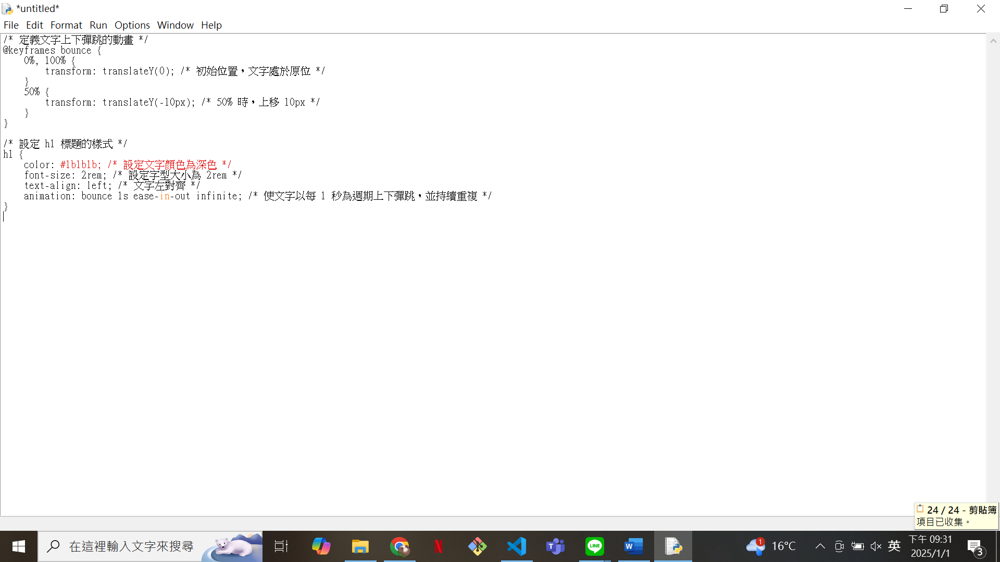 *untitled*
File Edit Format Run Options Window Help
/* 定義文字上下彈跳的動畫 */
@keyframes bounce {
    0%, 100% {
        transform: translateY(0); /* 初始位置，文字處於原位 */
    }
    50% {
        transform: translateY(-10px); /* 50% 時，上移 10px */
    }
}
/* 設定 h1 標題的樣式 */
h1 {
    color: #1b1b1b; /* 設定文字顏色為深色 */
    font-size: 2rem; /* 設定字型大小為 2rem */
    text-align: left; /* 文字左對齊 */
    animation: bounce 1s ease-in-out infinite; /* 使文字以每 1 秒為週期上下彈跳，並持續重複 */
}
24 / 24 - 剪貼簿
項目已收集。
在這裡輸入文字來搜尋
N
T
LINE
W
1
16°C
英
下午 09:31
2025/1/1
3